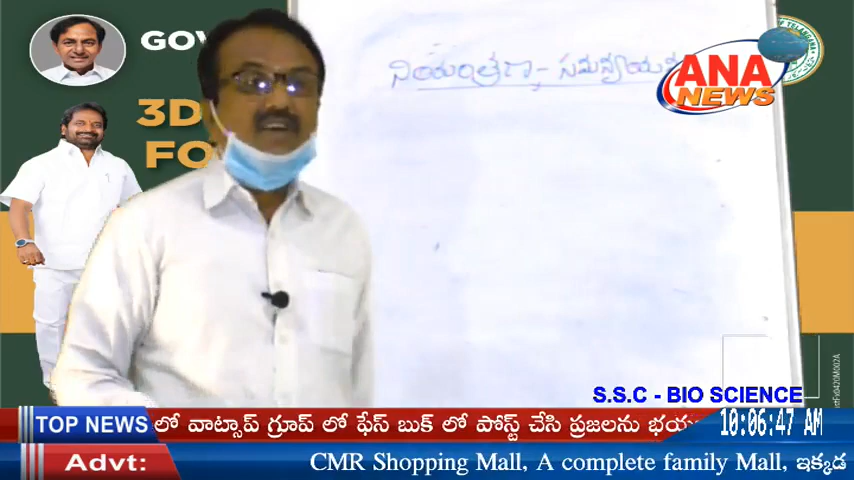 GOV
నియంత్రణ - సమన్వయ
ANA
NEWS
3D
FO
S.S.C - BIO SCIENCE
TOP NEWS
లో వాట్సాప్ గ్రూప్ లో ఫేస్ బుక్ లో పోస్ట్ చేసి ప్రజలను
10:06:47 AM
Advt:
CMR Shopping Mall, A complete family Mall, ఇక్కడ